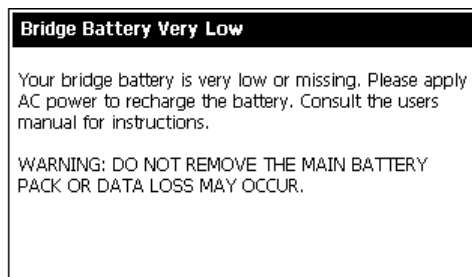 Bridge Battery Very Low
Your bridge battery is very low or missing. Please apply
AC power to recharge the battery. Consult the users
manual for instructions.
WARNING: DO NOT REMOVE THE MAIN BATTERY
PACK OR DATA LOSS MAY OCCUR.